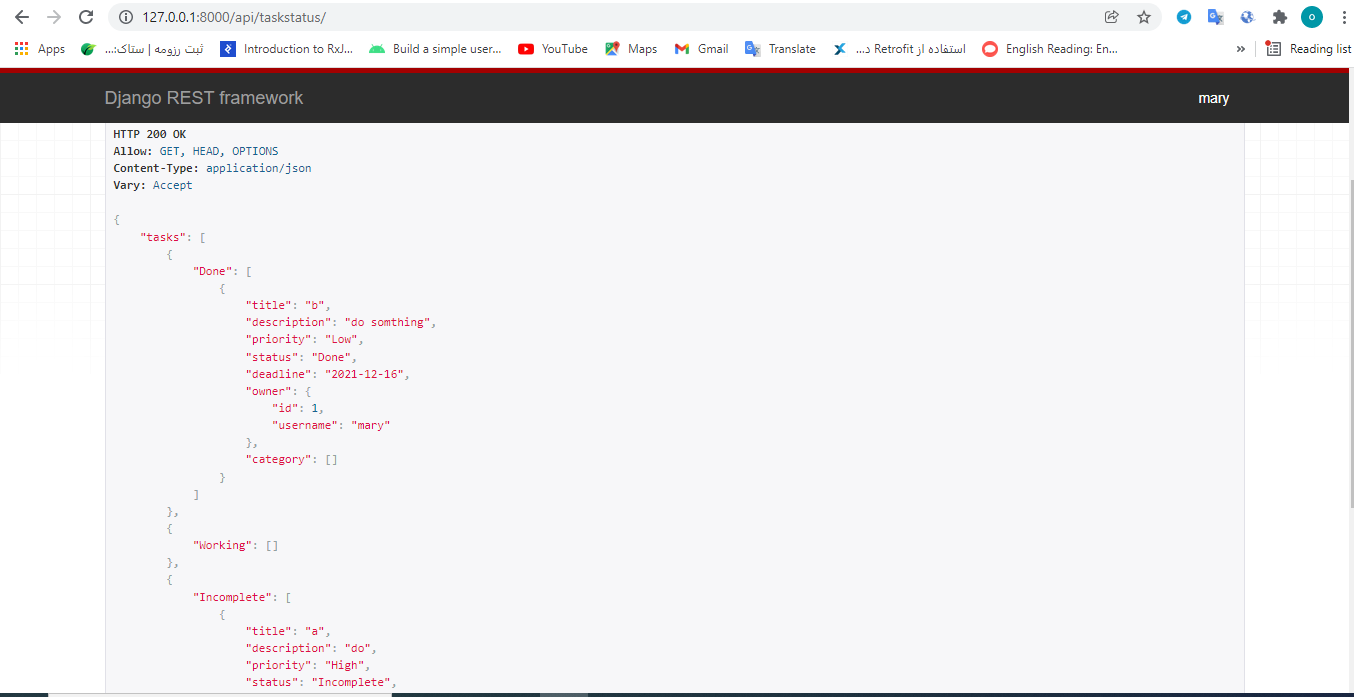 127.0.0.1:8000/api/taskstatus/
Apps
ثبت رزومه | ستاک:...
Introduction to RxJ...
Build a simple user...
YouTube
Maps
Gmail
Translate
استفاده از Retrofit د...
English Reading: En...
»
Reading list
Django REST framework
mary
HTTP 200 OK
Allow: GET, HEAD, OPTIONS
Content-Type: application/json
Vary: Accept
{
"tasks": [
{
"Done": [
{
"title": "b",
"description": "do somthing",
"priority": "Low",
"status": "Done",
"deadline": "2021-12-16",
"owner": {
"id": 1,
"username": "mary"
},
"category": []
}
]
},
{
"Working": []
},
{
"Incomplete": [
{
"title": "a",
"description": "do",
"priority": "High",
"status": "Incomplete",